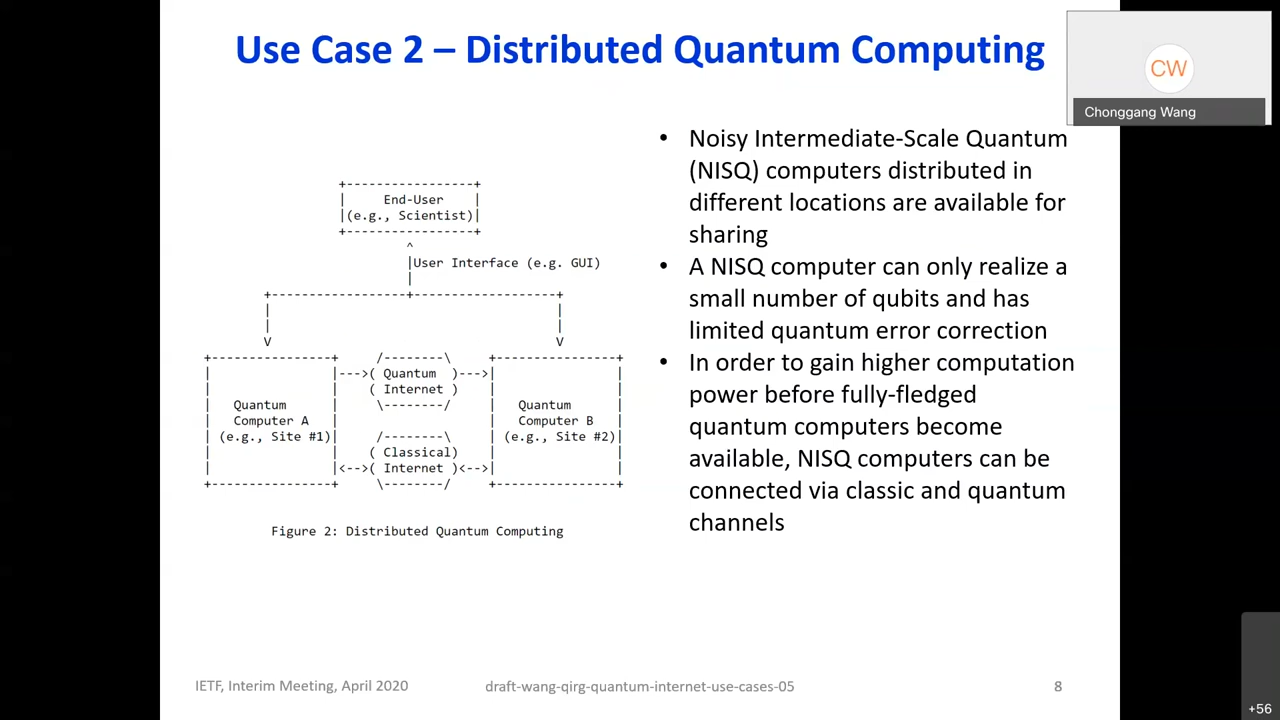 Use Case 2 – Distributed Quantum Computing
CW
Chonggang Wang
+-----------------+
| End-User |
|(e.g., Scientist)|
+-----------------+
^
|User Interface (e.g. GUI)
|
+------------------+-------------------+
| |
| |
V V
+----------------+ /--------\ +----------------+
| |--->( Quantum )--->| |
| | ( Internet ) | |
| Quantum | \--------/ | Quantum |
| Computer A | | Computer B |
| (e.g., Site #1)| /--------\ | (e.g., Site #2)|
| | ( Classical) | |
| |<-->( Internet )<-->| |
+----------------+ \--------/ +----------------+
Figure 2: Distributed Quantum Computing
• Noisy Intermediate-Scale Quantum
(NISQ) computers distributed in
different locations are available for
sharing
• A NISQ computer can only realize a
small number of qubits and has
limited quantum error correction
• In order to gain higher computation
power before fully-fledged
quantum computers become
available, NISQ computers can be
connected via classic and quantum
channels
IETF, Interim Meeting, April 2020
draft-wang-qirg-quantum-internet-use-cases-05
8
+56